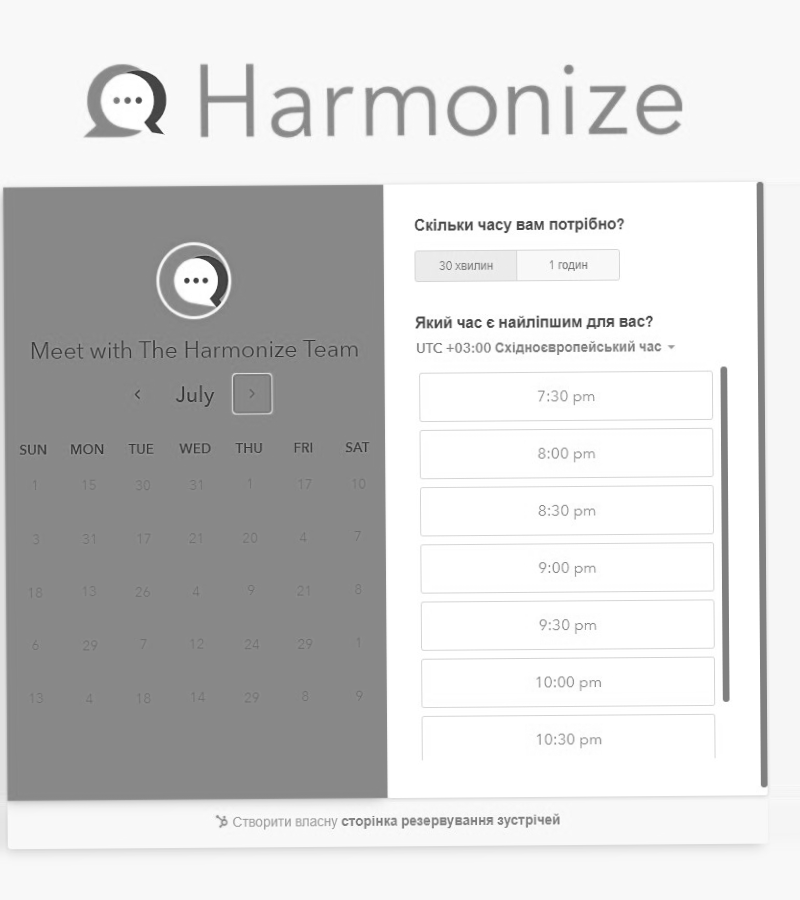 Harmonize
Meet with The Harmonize Team
July
SUN MON TUE WED THU FRI SAT
1 15 30 31 1 17 10
3 31 17 21 20 4 7
18 13 26 4 9 21 8
6 29 7 12 24 29 1
13 4 18 14 29 8 9
Скільки часу вам потрібно?
30 хвилин 1 годин
Який час є найліпшим для вас?
UTC +03:00 Східноєвропейський час
7:30 pm
8:00 pm
8:30 pm
9:00 pm
9:30 pm
10:00 pm
10:30 pm
Створити власну сторінка резервування зустрічей